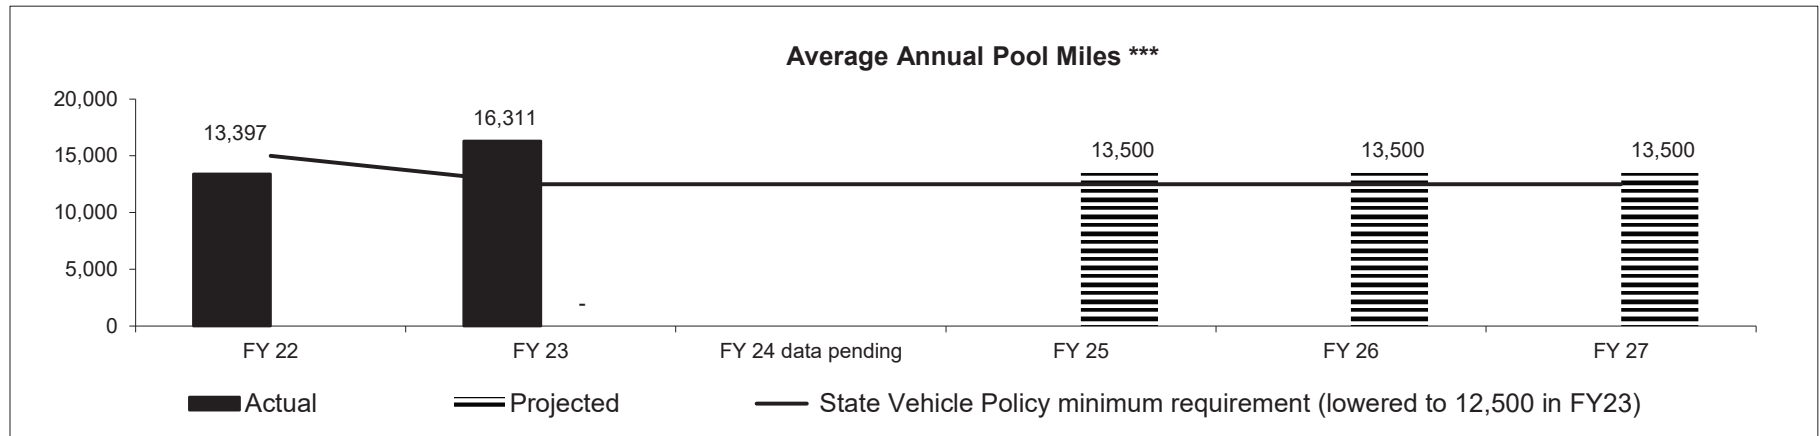 Average Annual Pool Miles ***
20,000
15,000
10,000
5,000
0
13,397
16,311
-
13,500
13,500
13,500
FY 22
FY 23
FY 24 data pending
FY 25
FY 26
FY 27
Actual
Projected
State Vehicle Policy minimum requirement (lowered to 12,500 in FY23)